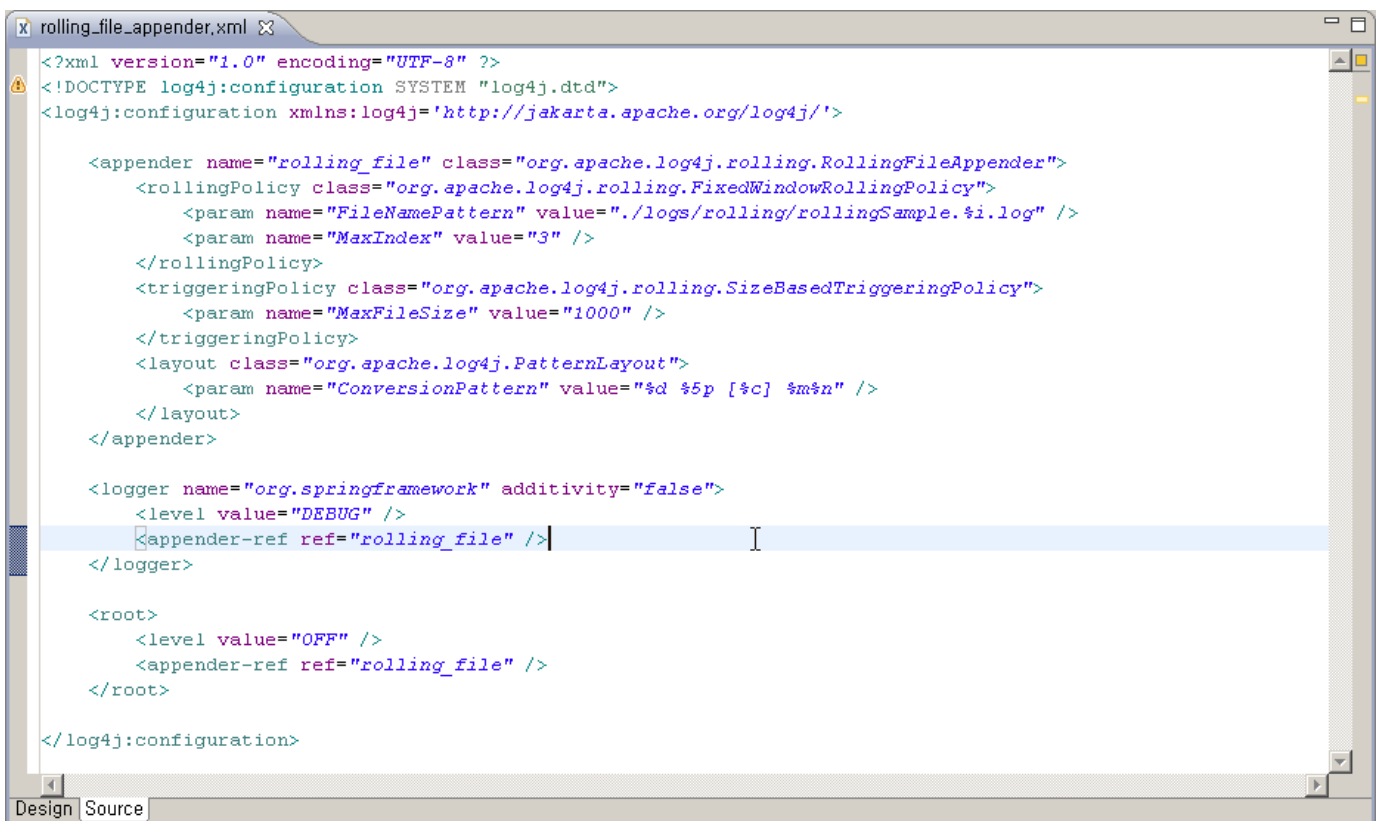 rolling_file_appender.xml
<?xml version="1.0" encoding="UTF-8" ?>
<!DOCTYPE log4j:configuration SYSTEM "log4j.dtd">
<log4j:configuration xmlns:log4j='http://jakarta.apache.org/log4j/'>
    <appender name="rolling_file" class="org.apache.log4j.rolling.RollingFileAppender">
        <rollingPolicy class="org.apache.log4j.rolling.FixedWindowRollingPolicy">
            <param name="FileNamePattern" value="./logs/rolling/rollingSample.%i.log" />
            <param name="MaxIndex" value="3" />
        </rollingPolicy>
        <triggeringPolicy class="org.apache.log4j.rolling.SizeBasedTriggeringPolicy">
            <param name="MaxFileSize" value="1000" />
        </triggeringPolicy>
        <layout class="org.apache.log4j.PatternLayout">
            <param name="ConversionPattern" value="%d %5p [%c] %m%n" />
        </layout>
    </appender>
    <logger name="org.springframework" additivity="false">
        <level value="DEBUG" />
        <appender-ref ref="rolling_file" />
    </logger>
    <root>
        <level value="OFF" />
        <appender-ref ref="rolling_file" />
    </root>
</log4j:configuration>
Design Source